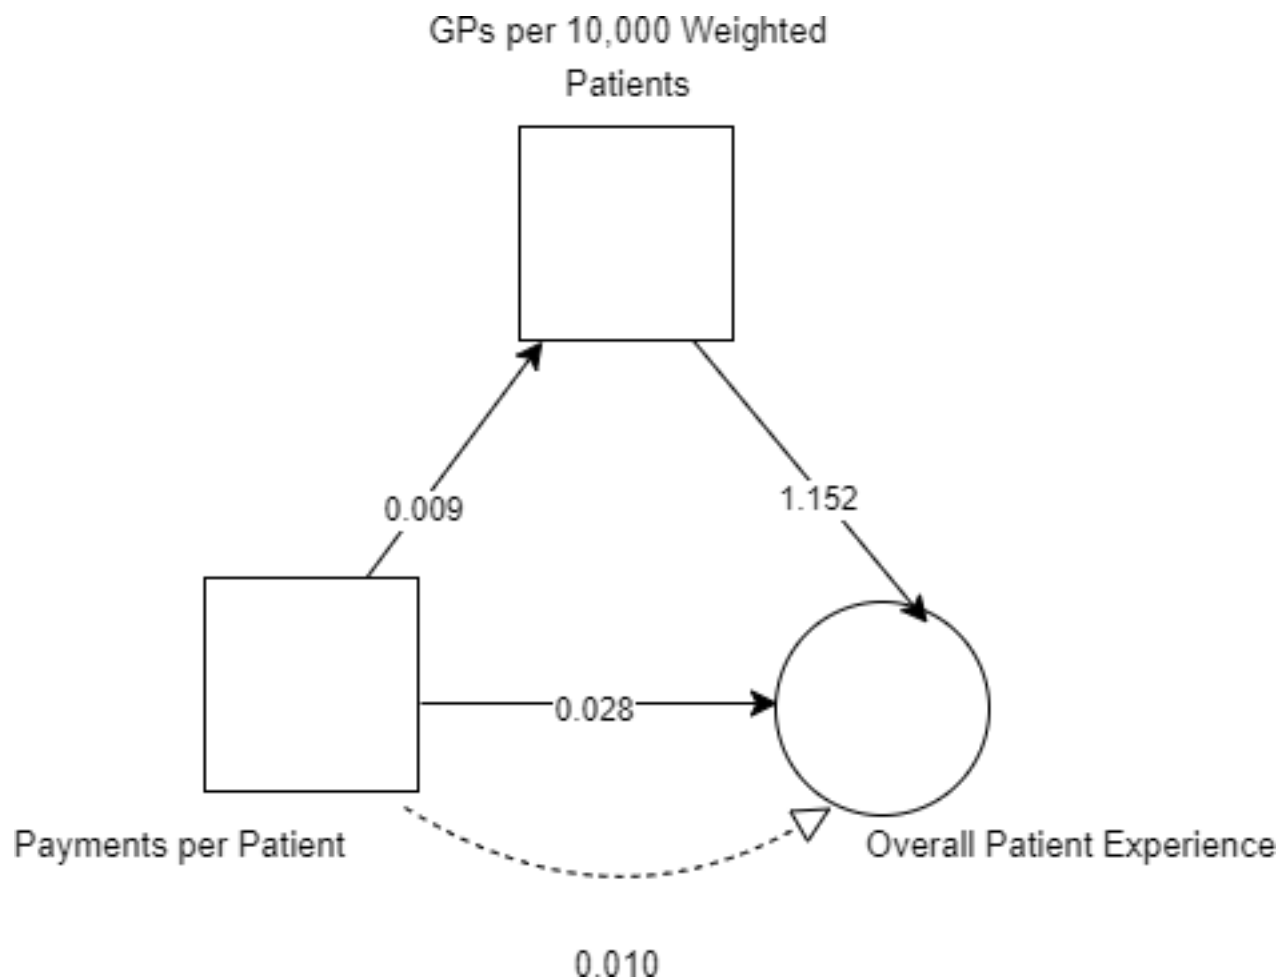 GPs per 10,000 Weighted
Patients
0.009
1.152
0.028
Payments per Patient
Overall Patient Experience
0.010